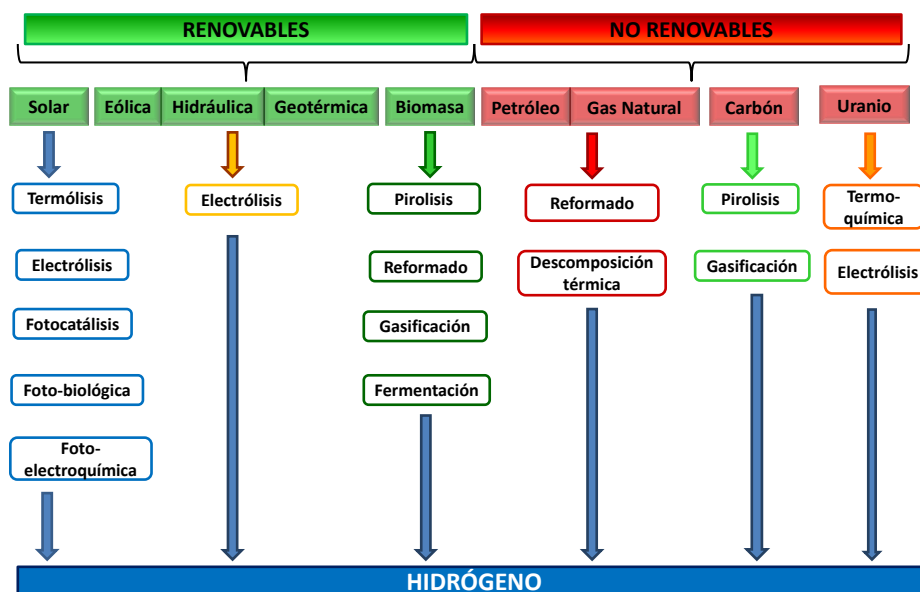 RENOVABLES
NO RENOVABLES
Solar
Eólica
Hidráulica
Geotérmica
Biomasa
Petróleo
Gas Natural
Carbón
Uranio
Termólisis
Electrólisis
Pirolisis
Reformado
Pirolisis
Termo-
química
Electrólisis
Reformado
Descomposición
térmica
Gasificación
Electrólisis
Fotocatálisis
Gasificación
Foto-biológica
Fermentación
Foto-
electroquímica
HIDRÓGENO